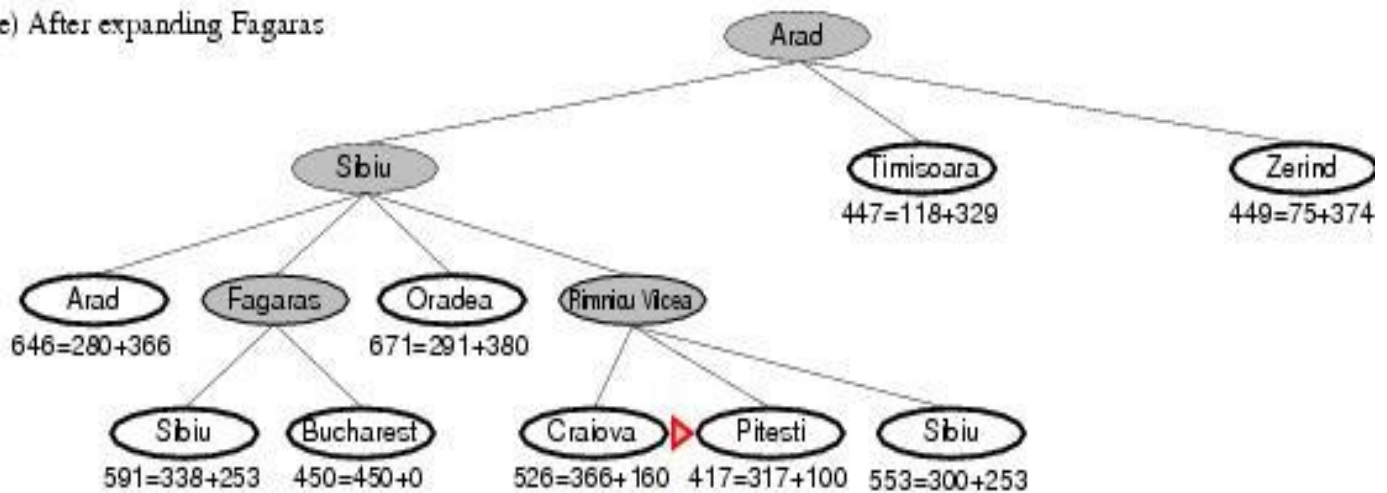 e) After expanding Fagaras
Arad
Sibiu
Timisoara
Zerind
447=118+329
449=75+374
Arad
Fagaras
Oradea
Rimnicu Vilcea
646=280+366
671=291+380
Sibiu
Bucharest
Craiova
Pitesti
Sibiu
591=338+253
450=450+0
526=366+160
417=317+100
553=300+253